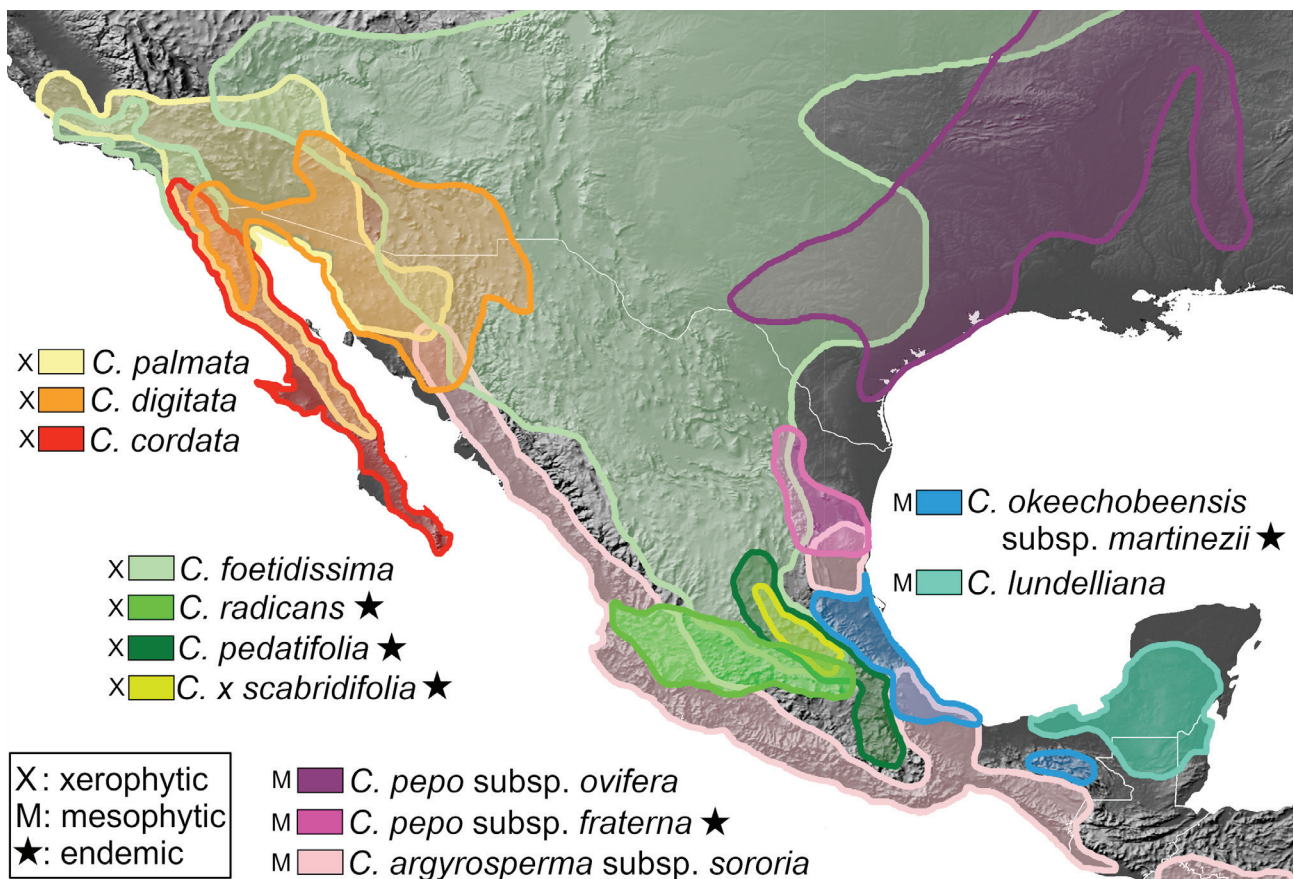 X C. palmata
X C. digitata
X C. cordata
X C. foetidissima
X C. radicans ★
X C. pedatifolia ★
X C. x scabridifolia ★
M C. okeechobeensis
subsp. martinezii ★
M C. lundelliana
X: xerophytic
M: mesophytic
★: endemic
M C. pepo subsp. ovifera
M C. pepo subsp. fraterna ★
M C. argyrosperma subsp. sororia